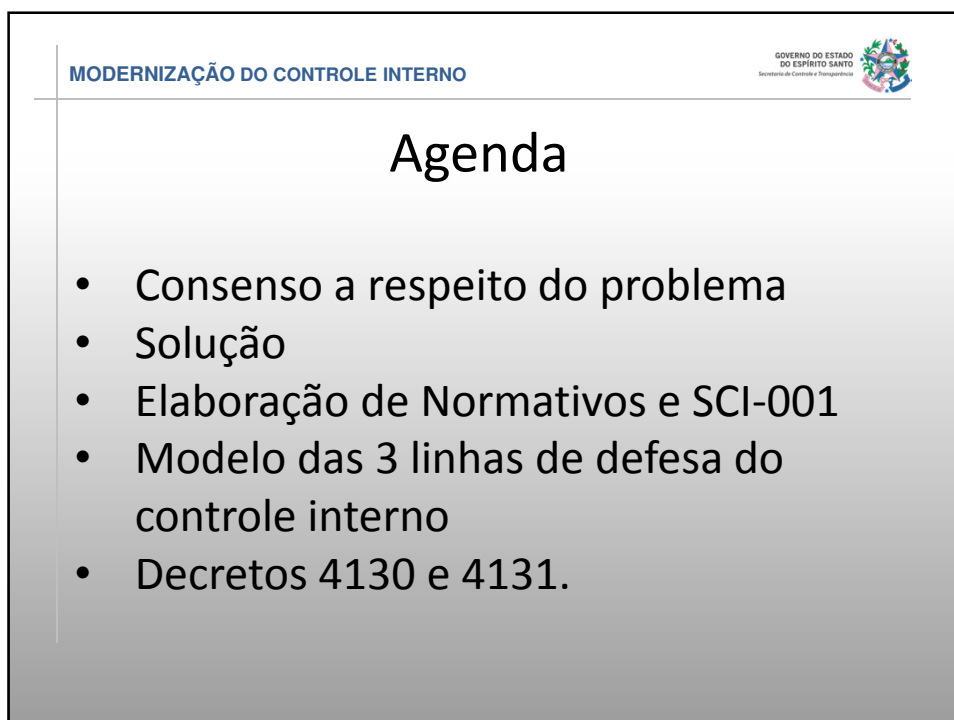 MODERNIZAÇÃO DO CONTROLE INTERNO
GOVERNO DO ESTADO
DO ESPÍRITO SANTO
Secretaria de Controle e Transparência
Agenda
• Consenso a respeito do problema
• Solução
• Elaboração de Normativos e SCI-001
• Modelo das 3 linhas de defesa do
controle interno
• Decretos 4130 e 4131.